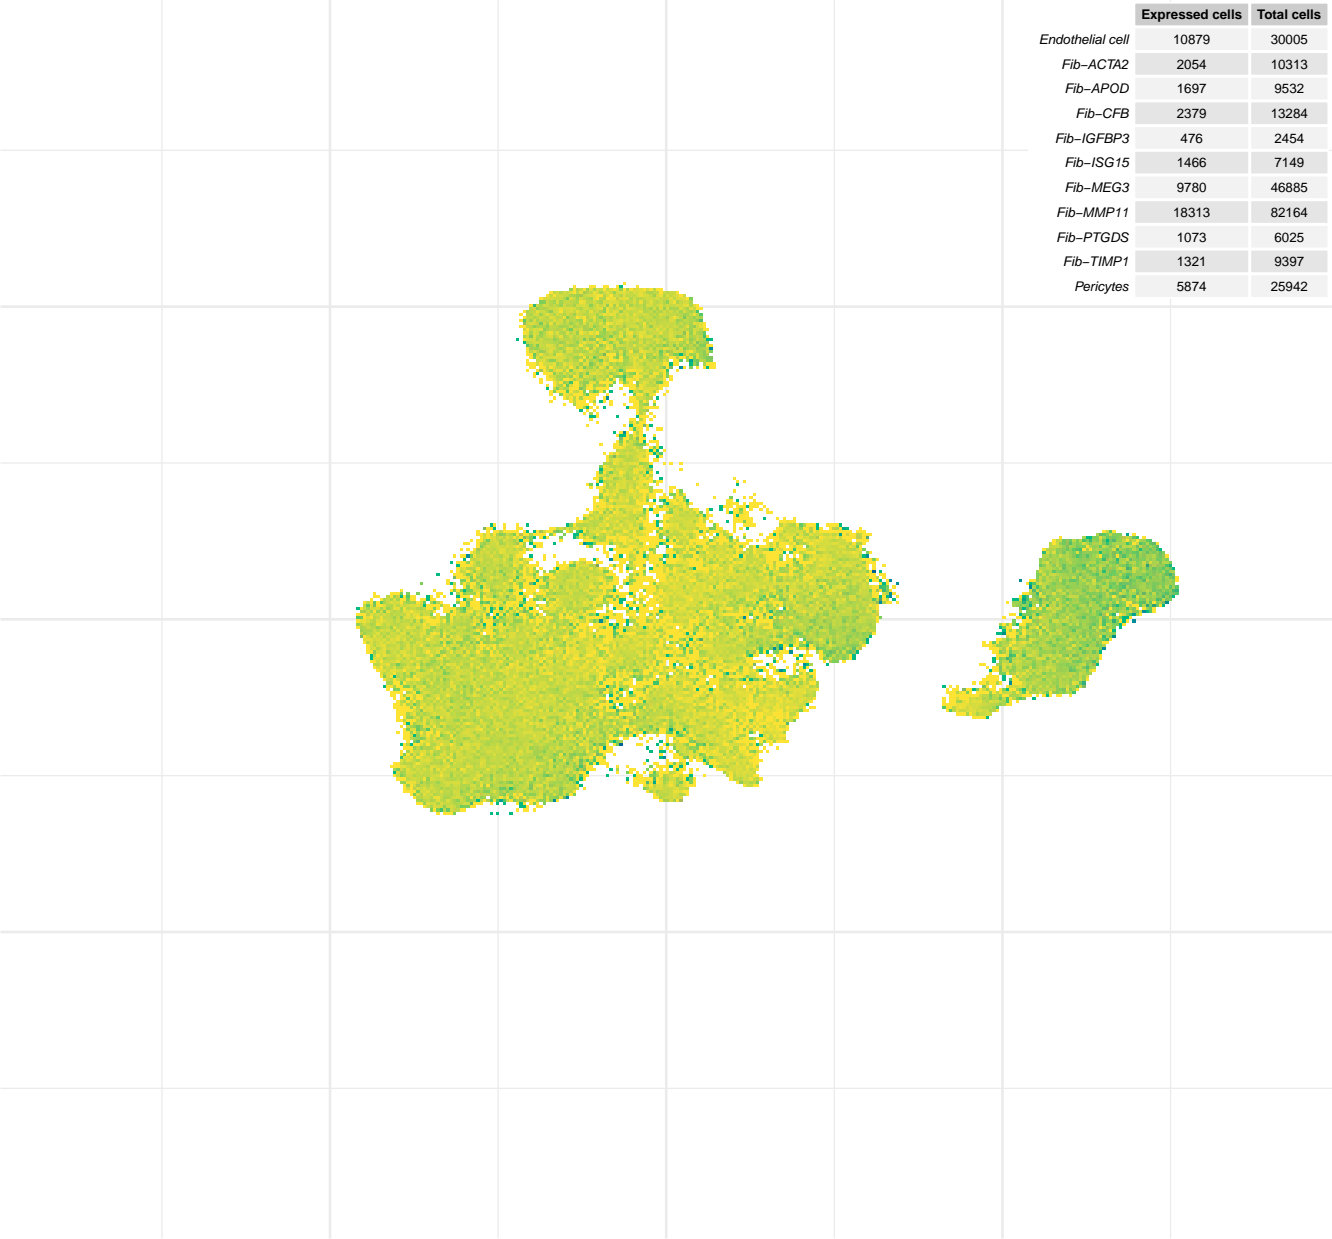 Expressed cells Total cells
Endothelial cell 10879 30005
Fib−ACTA2 2054 10313
Fib−APOD 1697 9532
Fib−CFB 2379 13284
Fib−IGFBP3 476 2454
Fib−ISG15 1466 7149
Fib−MEG3 9780 46885
Fib−MMP11 18313 82164
Fib−PTGDS 1073 6025
Fib−TIMP1 1321 9397
Pericytes 5874 25942